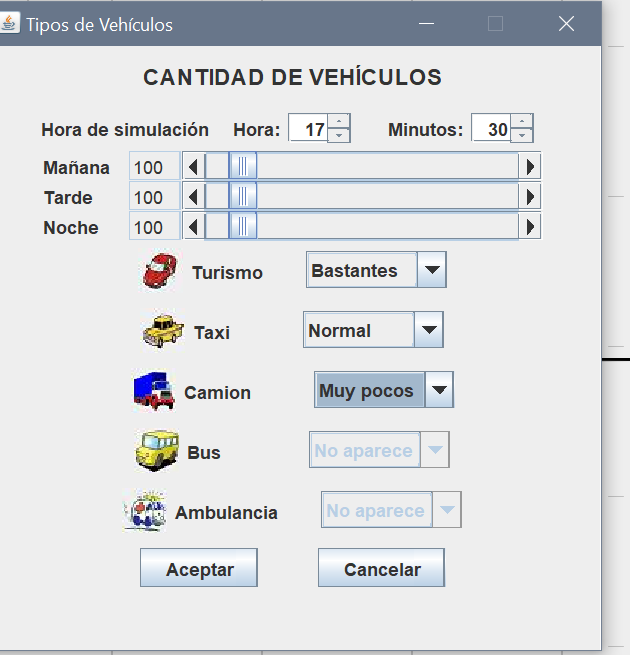 Tipos de Vehículos
CANTIDAD DE VEHÍCULOS
Hora de simulación Hora: 17 Minutos: 30
Mañana 100
Tarde 100
Noche 100
Turismo Bastantes
Taxi Normal
Camion Muy pocos
Bus No aparece
Ambulancia No aparece
Aceptar Cancelar